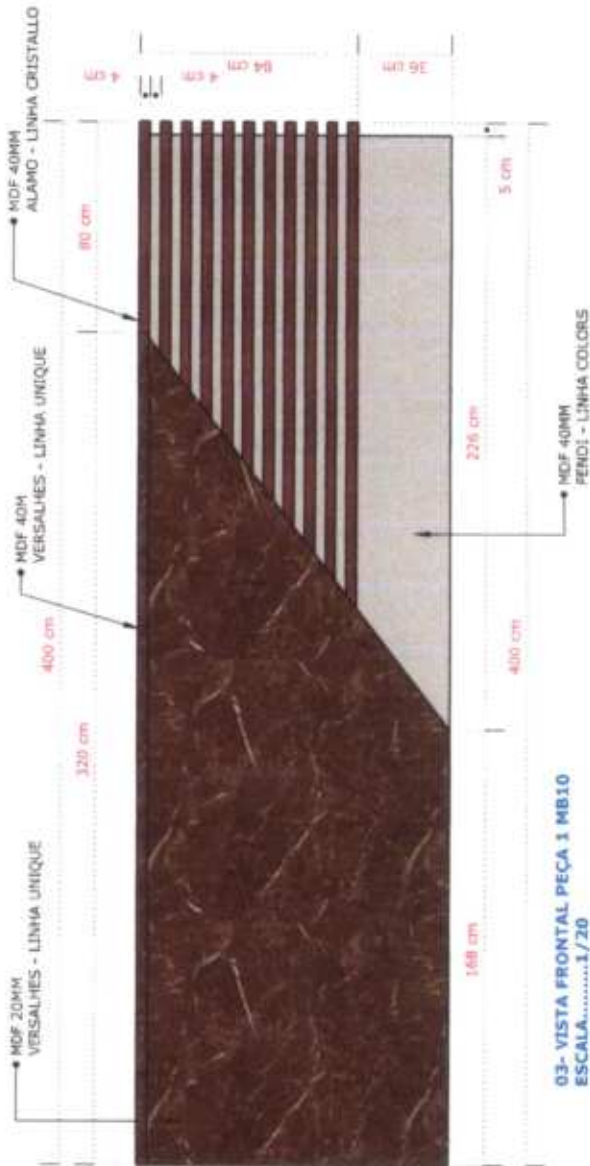 MDF 20MM
VERSALHES - LINHA UNIQUE
MDF 40M
VERSALHES - LINHA UNIQUE
MDF 40MM
ALAMO - LINHA CRISTALLO
400 cm
320 cm
80 cm
4 cm
4 cm
84 cm
36 cm
168 cm
226 cm
5 cm
400 cm
MDF 40MM
FENDI - LINHA COLORS
03- VISTA FRONTAL PEÇA 1 MB10
ESCALA.........1/20